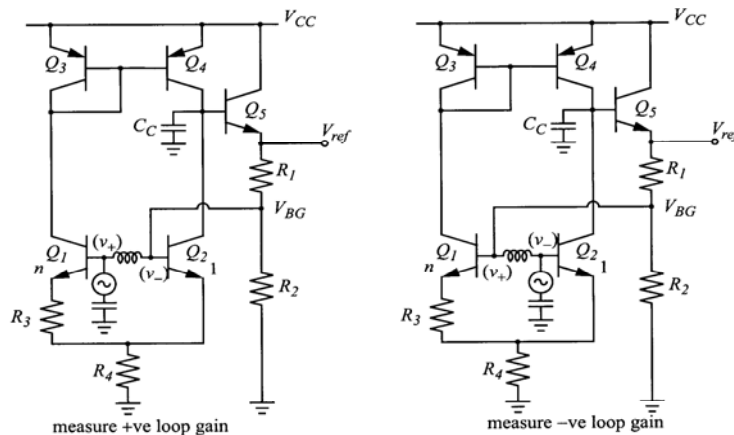 V_CC
Q_3
Q_4
Q_5
C_C
V_ref
R_1
V_BG
Q_1
(v_+)
Q_2
n
(v_–)
1
R_2
R_3
R_4
measure +ve loop gain
V_CC
Q_3
Q_4
Q_5
C_C
V_ref
R_1
V_BG
Q_1
(v_–)
Q_2
n
(v_+)
1
R_2
R_3
R_4
measure –ve loop gain